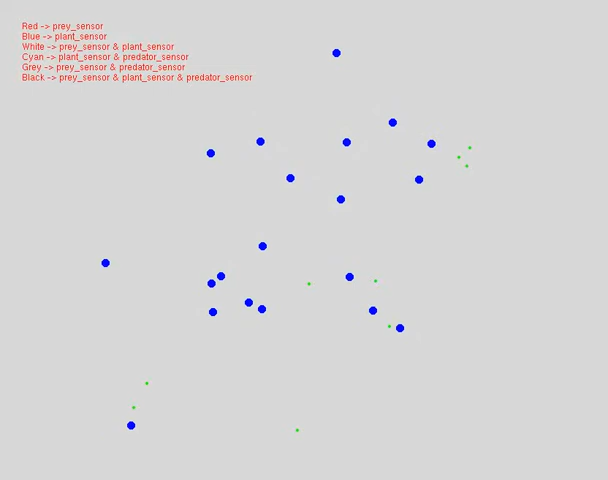 Red -> prey_sensor
Blue -> plant_sensor
White -> prey_sensor & plant_sensor
Cyan -> plant_sensor & predator_sensor
Grey -> prey_sensor & predator_sensor
Black -> prey_sensor & plant_sensor & predator_sensor